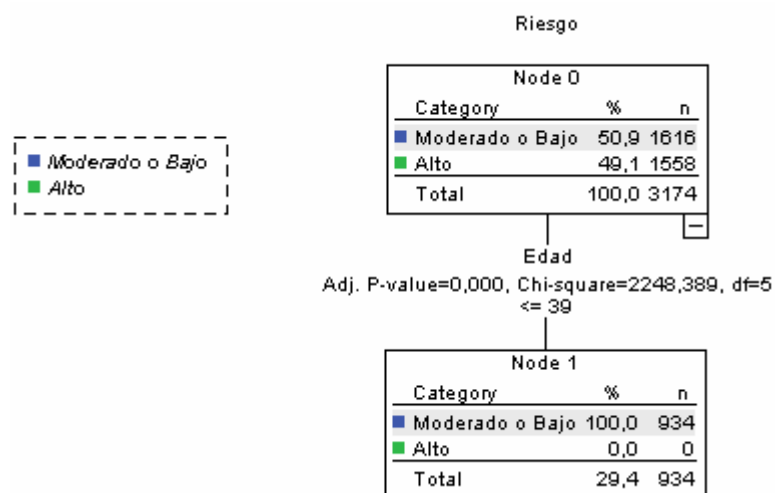 Riesgo
Node 0
Category % n
Moderado o Bajo 50,9 1616
Alto 49,1 1558
Total 100,0 3174
Moderado o Bajo
Alto
Edad
Adj. P-value=0,000, Chi-square=2248,389, df=5
<= 39
Node 1
Category % n
Moderado o Bajo 100,0 934
Alto 0,0 0
Total 29,4 934